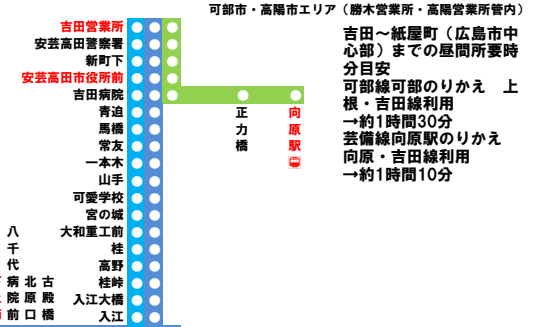 可部市・高陽市エリア（勝木営業所・高陽営業所管内）
吉田営業所
安芸高田警察署
新町下
安芸高田市役所前
吉田病院
青迫
馬橋
常友
一本木
山手
可愛学校
宮の城
大和重工前
桂
高野
桂峠
入江大橋
入江
正力橋
向原駅
吉田～紙屋町（広島市中
心部）までの昼間所要時
分目安
可部線可部のりかえ　上
根・吉田線利用
→約1時間30分
芸備線向原駅のりかえ
向原・吉田線利用
→約1時間10分
古殿橋
北原口
八千代病院前